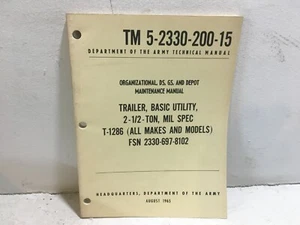 TM 5-2330-200-15
DEPARTMENT OF THE ARMY TECHNICAL MANUAL
ORGANIZATIONAL, DS, GS, AND DEPOT
MAINTENANCE MANUAL
TRAILER, BASIC UTILITY,
2-1/2-TON, MIL SPEC
T-1286 (ALL MAKES AND MODELS)
FSN 2330-697-8102
HEADQUARTERS, DEPARTMENT OF THE ARMY
AUGUST